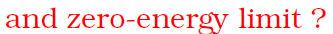 and zero-energy limit ?